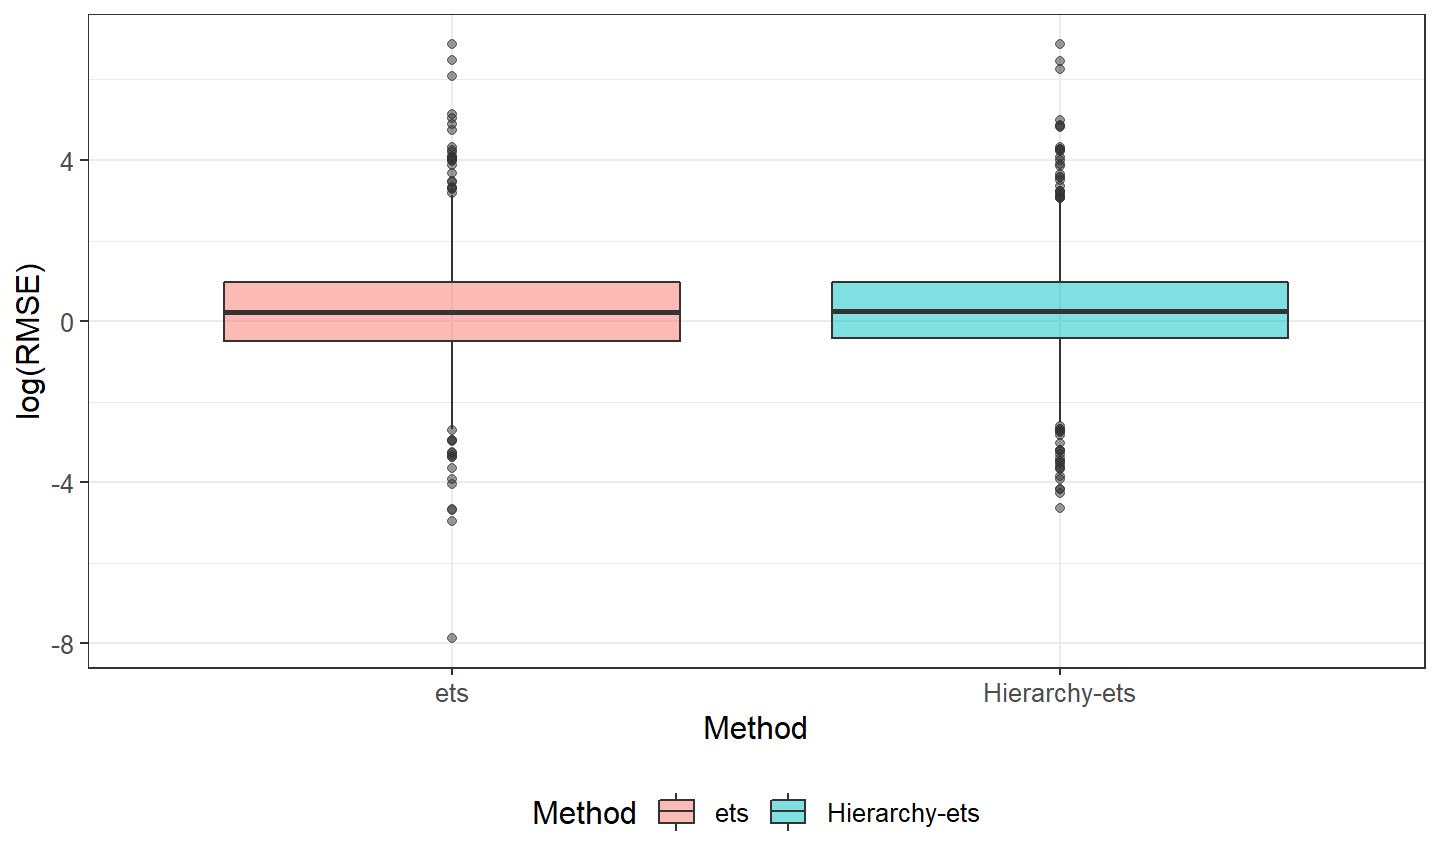 log(RMSE)
4
0
-4
-8
ets Hierarchy-ets
Method
Method ets Hierarchy-ets